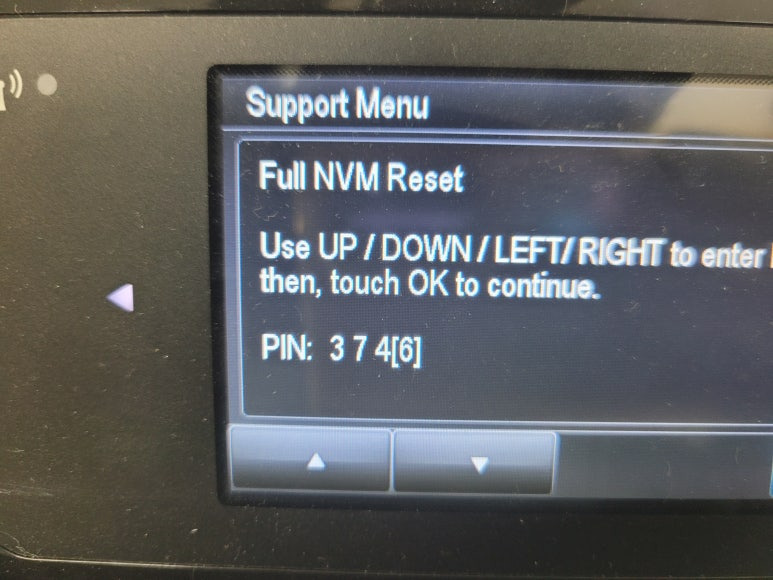 Support Menu
Full NVM Reset
Use UP / DOWN / LEFT/ RIGHT to enter
then, touch OK to continue.
PIN: 3 7 4[6]